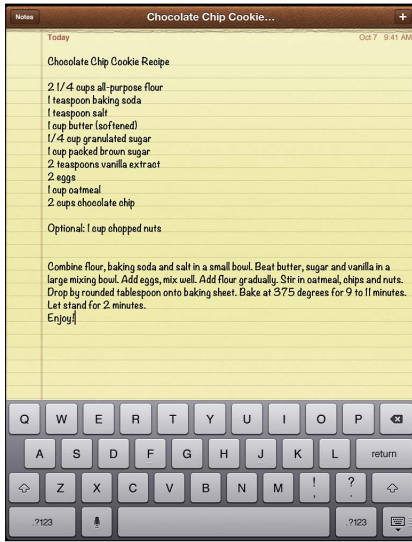 Notes
Chocolate Chip Cookie...
+
Today
Oct 7 9:41 AM
Chocolate Chip Cookie Recipe
2 1/4 cups all-purpose flour
1 teaspoon baking soda
1 teaspoon salt
1 cup butter (softened)
1/4 cup granulated sugar
1 cup packed brown sugar
2 teaspoons vanilla extract
2 eggs
1 cup oatmeal
2 cups chocolate chip
Optional: 1 cup chopped nuts
Combine flour, baking soda and salt in a small bowl. Beat butter, sugar and vanilla in a
large mixing bowl. Add eggs, mix well. Add flour gradually. Stir in oatmeal, chips and nuts.
Drop by rounded tablespoon onto baking sheet. Bake at 375 degrees for 9 to 11 minutes.
Let stand for 2 minutes.
Enjoy!
Q W E R T Y U I O P
A S D F G H J K L return
Z X C V B N M ! , ? .
.?123 .?123